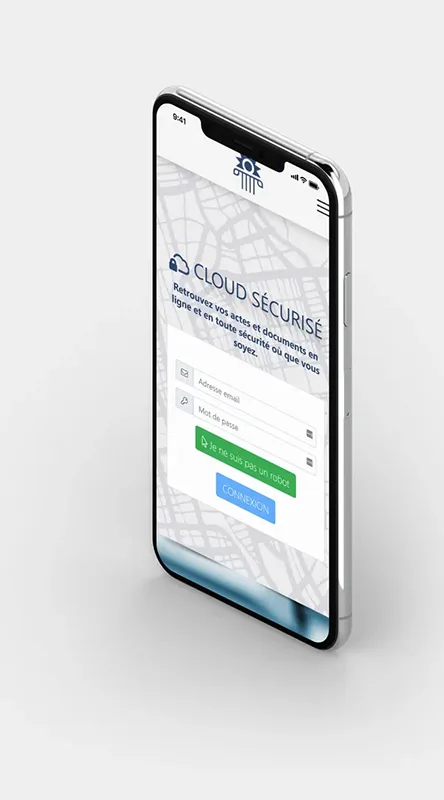 9:41
CLOUD SÉCURISÉ
Retrouvez vos actes et documents en
ligne et en toute sécurité où que vous
soyez.
Adresse email
Mot de passe
Je ne suis pas un robot
CONNEXION